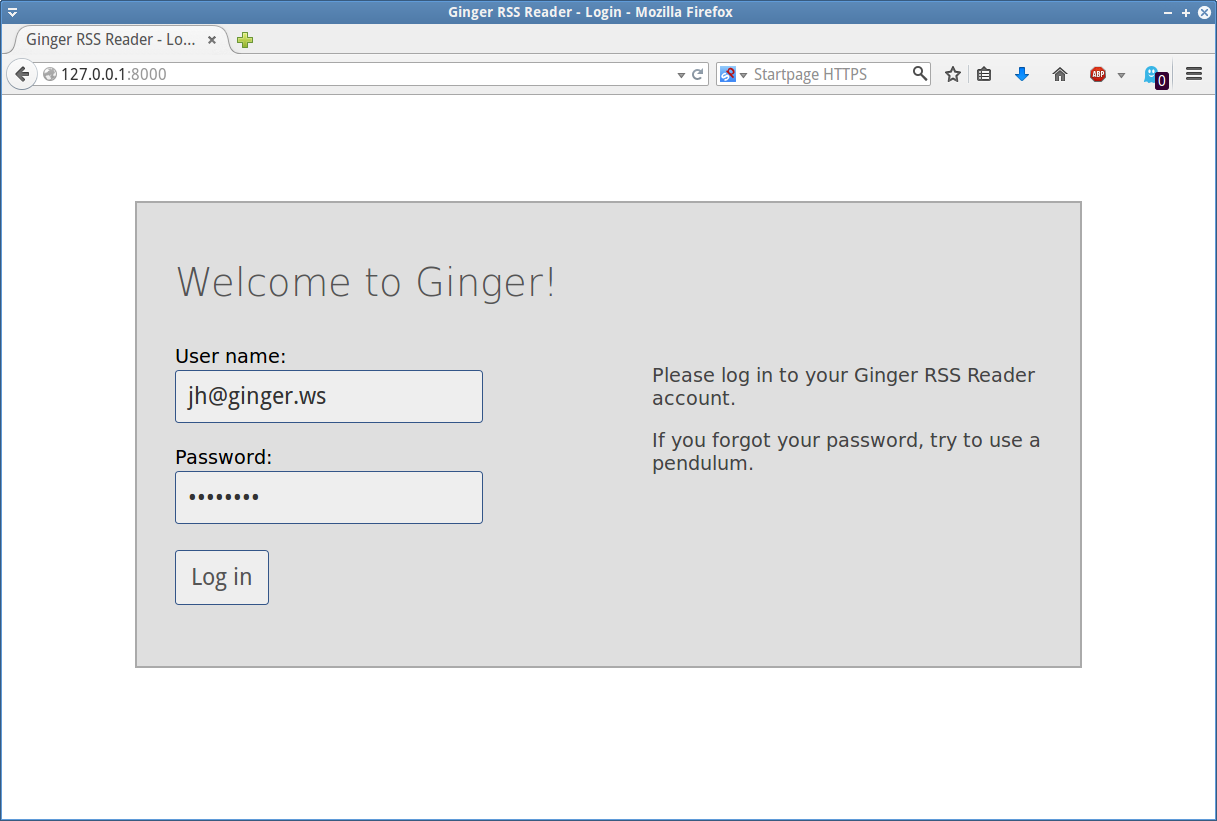 Ginger RSS Reader - Login - Mozilla Firefox
Ginger RSS Reader - Lo...
127.0.0.1:8000
Startpage HTTPS
ABP
0
Welcome to Ginger!
User name:
jh@ginger.ws
Password:
••••••••
Log in
Please log in to your Ginger RSS Reader
account.
If you forgot your password, try to use a
pendulum.